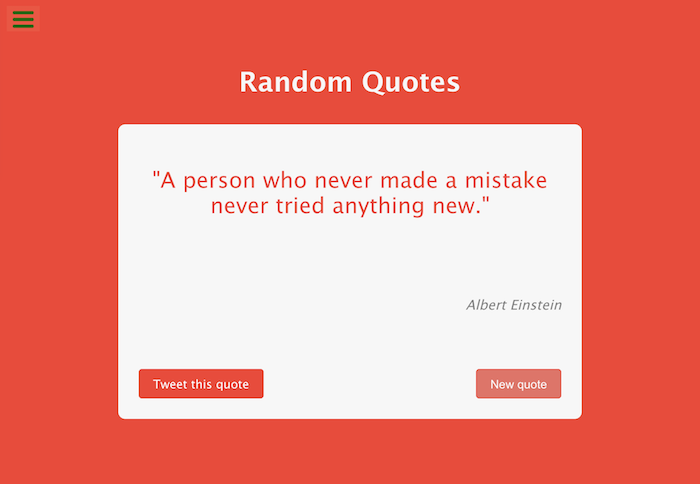 Random Quotes
"A person who never made a mistake
never tried anything new."
Albert Einstein
Tweet this quote
New quote